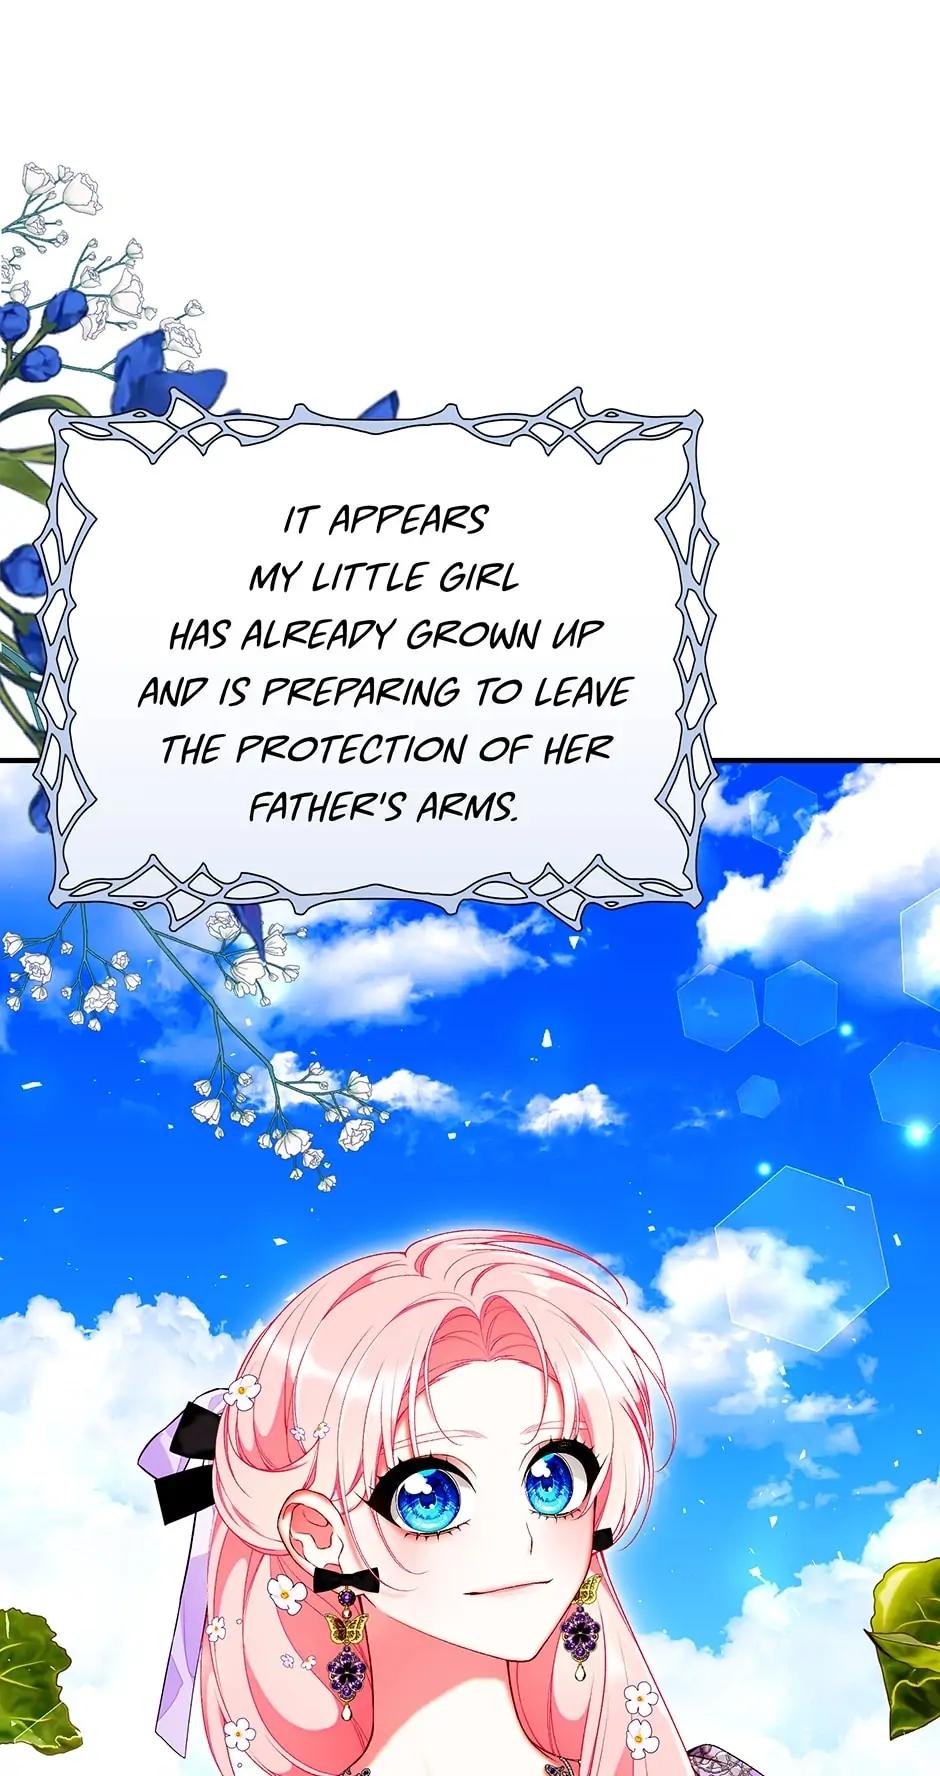 IT APPEARS
MY LITTLE GIRL
HAS ALREADY GROWN UP
AND IS PREPARING TO LEAVE
THE PROTECTION OF HER
FATHER'S ARMS.